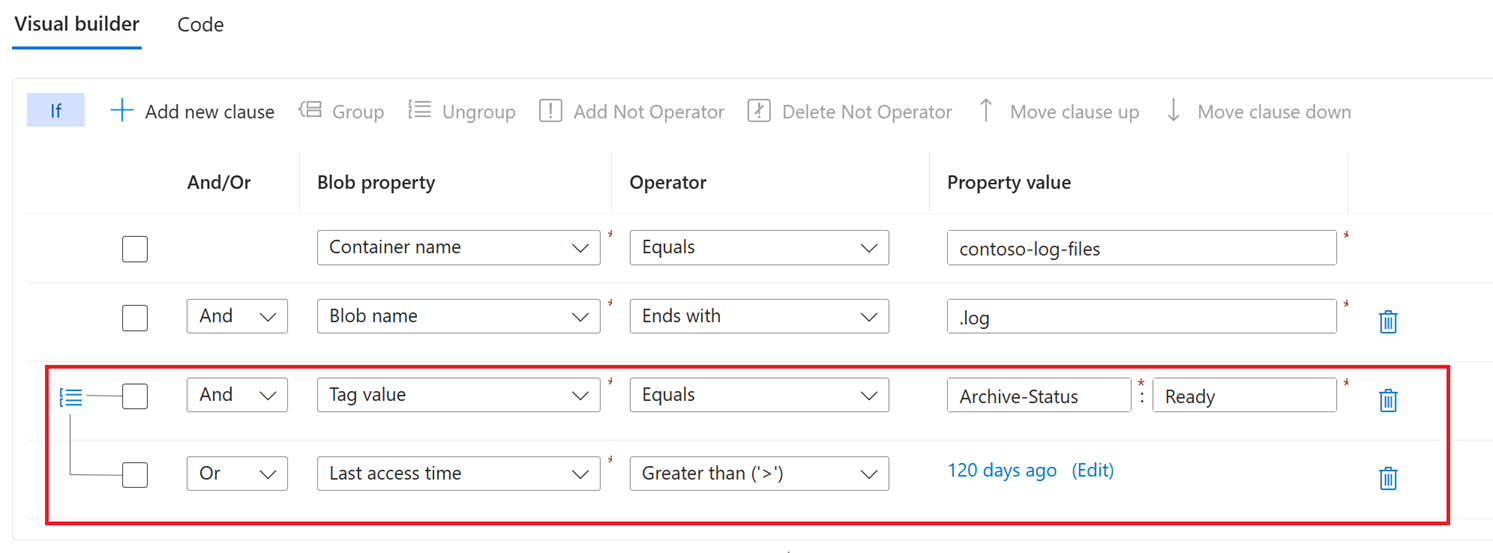 Visual builder Code
If Add new clause Group Ungroup Add Not Operator Delete Not Operator Move clause up Move clause down
And/Or Blob property Operator Property value
Container name * Equals contoso-log-files *
And Blob name * Ends with .log *
And Tag value * Equals Archive-Status * : Ready *
Or Last access time * Greater than ('>') 120 days ago (Edit)